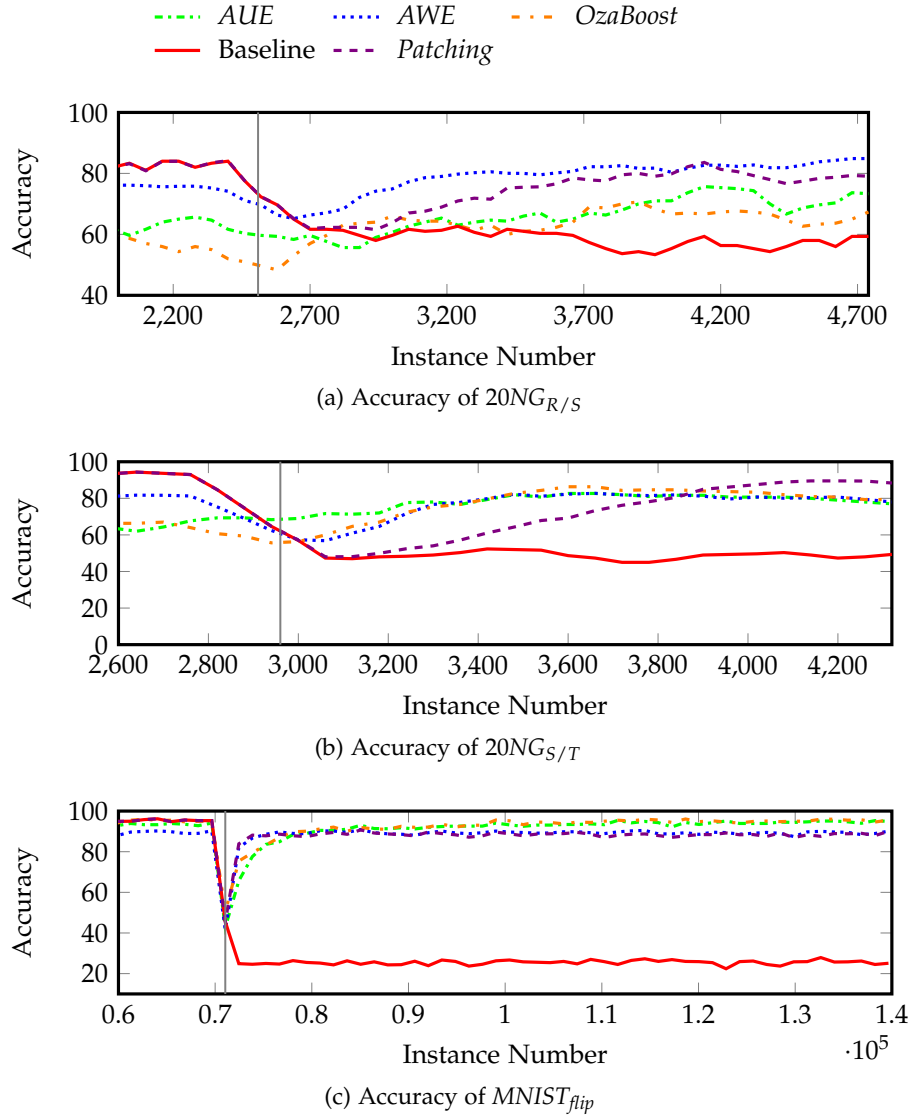 AUE AWE OzaBoost
Baseline Patching
100
80
60
40
Accuracy
2,200 2,700 3,200 3,700 4,200 4,700
Instance Number
(a) Accuracy of 20NG_{R/S}
100
80
60
40
20
0
Accuracy
2,600 2,800 3,000 3,200 3,400 3,600 3,800 4,000 4,200
Instance Number
(b) Accuracy of 20NG_{S/T}
100
80
60
40
20
Accuracy
0.6 0.7 0.8 0.9 1 1.1 1.2 1.3 1.4
·10^5
Instance Number
(c) Accuracy of MNIST_{flip}